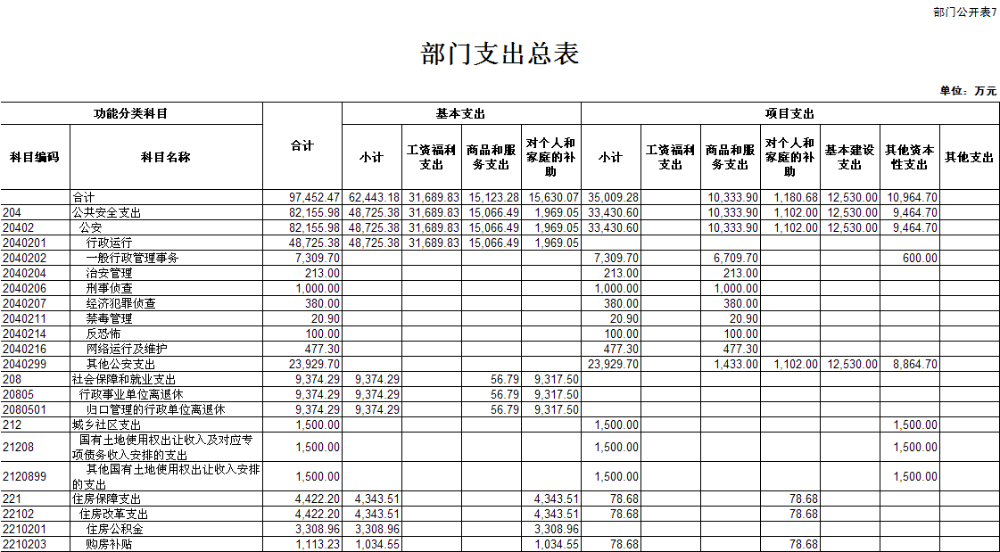 部门公开表7
部门支出总表
单位：万元
功能分类科目 合计 基本支出 项目支出
科目编码 科目名称 小计 工资福利支出 商品和服务支出 对个人和家庭的补助 小计 工资福利支出 商品和服务支出 对个人和家庭的补助 基本建设支出 其他资本性支出 其他支出
合计 97,452.47 62,443.18 31,689.83 15,123.28 15,630.07 35,009.28 10,333.90 1,180.68 12,530.00 10,964.70
204 公共安全支出 82,155.98 48,725.38 31,689.83 15,066.49 1,969.05 33,430.60 10,333.90 1,102.00 12,530.00 9,464.70
20402 公安 82,155.98 48,725.38 31,689.83 15,066.49 1,969.05 33,430.60 10,333.90 1,102.00 12,530.00 9,464.70
2040201 行政运行 48,725.38 48,725.38 31,689.83 15,066.49 1,969.05
2040202 一般行政管理事务 7,309.70 7,309.70 6,709.70 600.00
2040204 治安管理 213.00 213.00 213.00
2040206 刑事侦查 1,000.00 1,000.00 1,000.00
2040207 经济犯罪侦查 380.00 380.00 380.00
2040211 禁毒管理 20.90 20.90 20.90
2040214 反恐怖 100.00 100.00 100.00
2040216 网络运行及维护 477.30 477.30 477.30
2040299 其他公安支出 23,929.70 23,929.70 1,433.00 1,102.00 12,530.00 8,864.70
208 社会保障和就业支出 9,374.29 9,374.29 56.79 9,317.50
20805 行政事业单位离退休 9,374.29 9,374.29 56.79 9,317.50
2080501 归口管理的行政单位离退休 9,374.29 9,374.29 56.79 9,317.50
212 城乡社区支出 1,500.00 1,500.00 1,500.00
21208 国有土地使用权出让收入及对应专项债务收入安排的支出 1,500.00 1,500.00 1,500.00
2120899 其他国有土地使用权出让收入安排的支出 1,500.00 1,500.00 1,500.00
221 住房保障支出 4,422.20 4,343.51 4,343.51 78.68 78.68
22102 住房改革支出 4,422.20 4,343.51 4,343.51 78.68 78.68
2210201 住房公积金 3,308.96 3,308.96 3,308.96
2210203 购房补贴 1,113.23 1,034.55 1,034.55 78.68 78.68